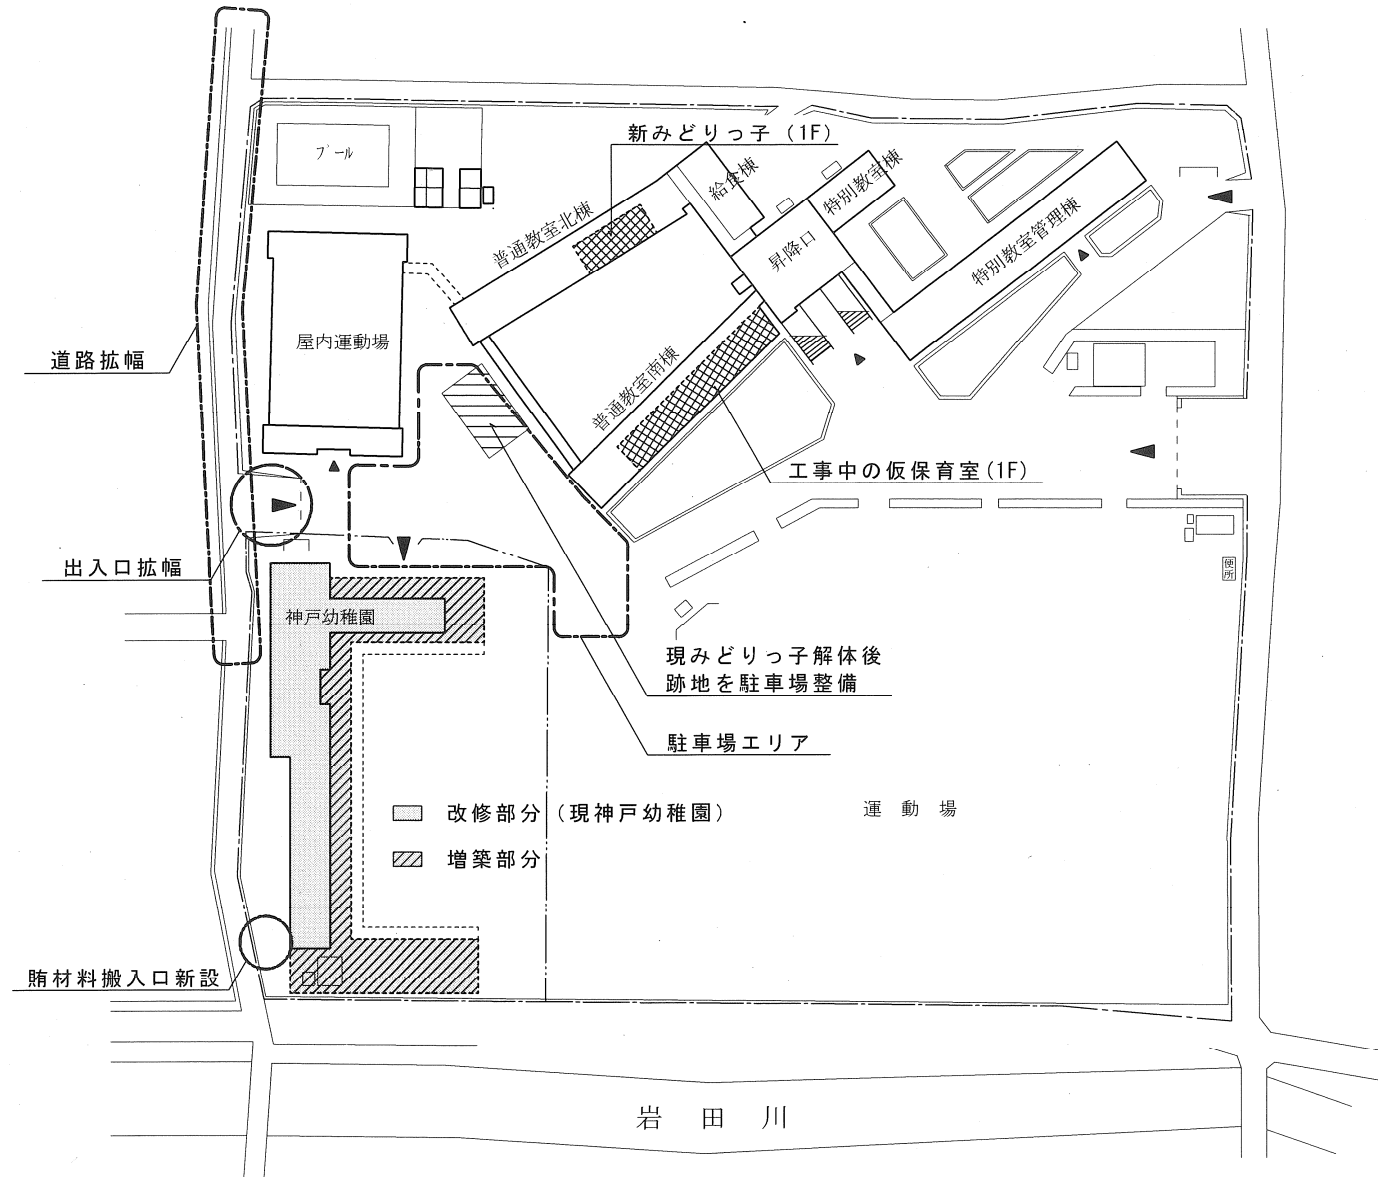 新みどりっ子（1F）
プール
給食棟
特別教室棟
普通教室北棟
昇降口
特別教室管理棟
屋内運動場
道路拡幅
普通教室南棟
工事中の仮保育室（1F）
出入口拡幅
便所
神戸幼稚園
現みどりっ子解体後
跡地を駐車場整備
駐車場エリア
改修部分（現神戸幼稚園）
運動場
増築部分
賄材料搬入口新設
岩田川